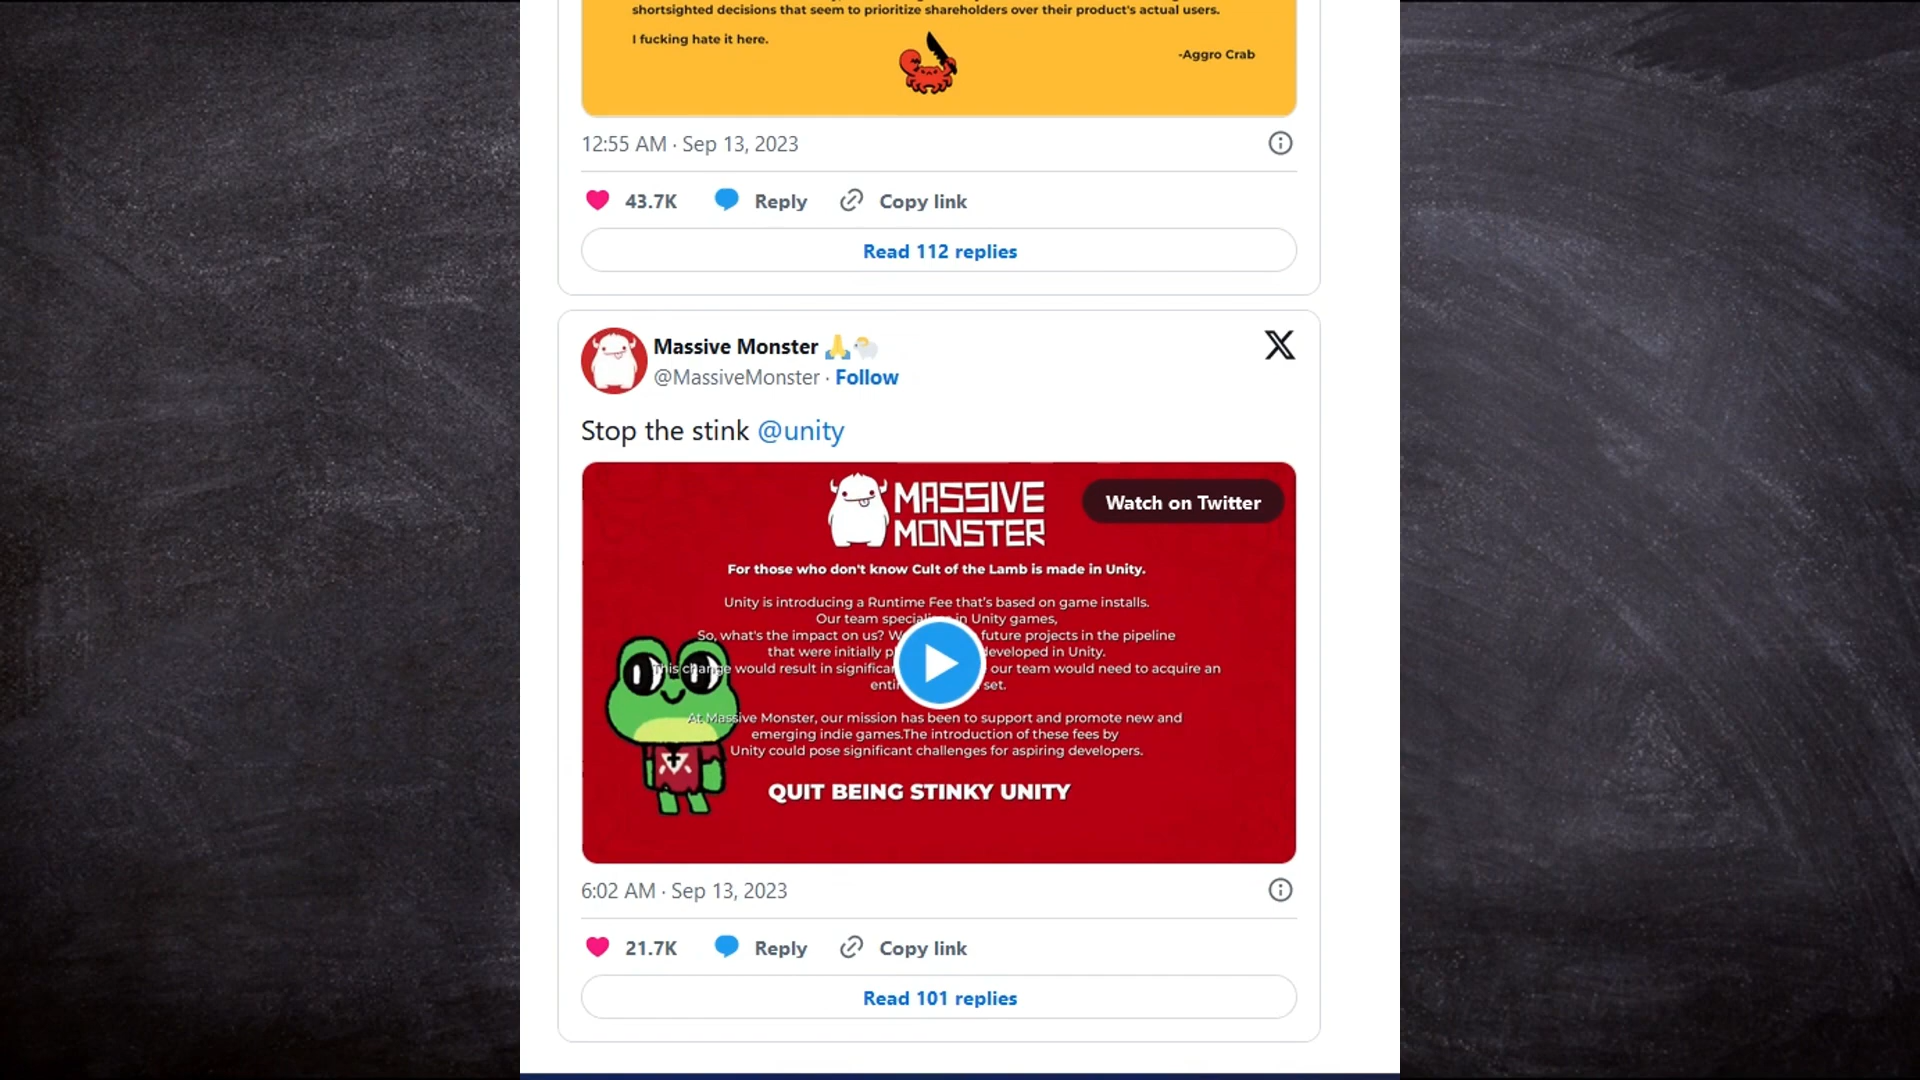 shortsighted decisions that seem to prioritize shareholders over their product's actual users.
I fucking hate it here.
-Aggro Crab
12:55 AM · Sep 13, 2023
43.7K Reply Copy link
Read 112 replies
Massive Monster 🙏🐑
@MassiveMonster · Follow
Stop the stink @unity
MASSIVE
MONSTER
Watch on Twitter
For those who don't know Cult of the Lamb is made in Unity.
Unity is introducing a Runtime Fee that's based on game installs.
Our team in Unity games,
So, what's the impact on us? future projects in the pipeline
that were initially developed in Unity.
This change would result in our team would need to acquire an
set.
At Massive Monster, our mission has been to support and promote new and
emerging indie games.The introduction of these fees by
Unity could pose significant challenges for aspiring developers.
QUIT BEING STINKY UNITY
6:02 AM · Sep 13, 2023
21.7K Reply Copy link
Read 101 replies